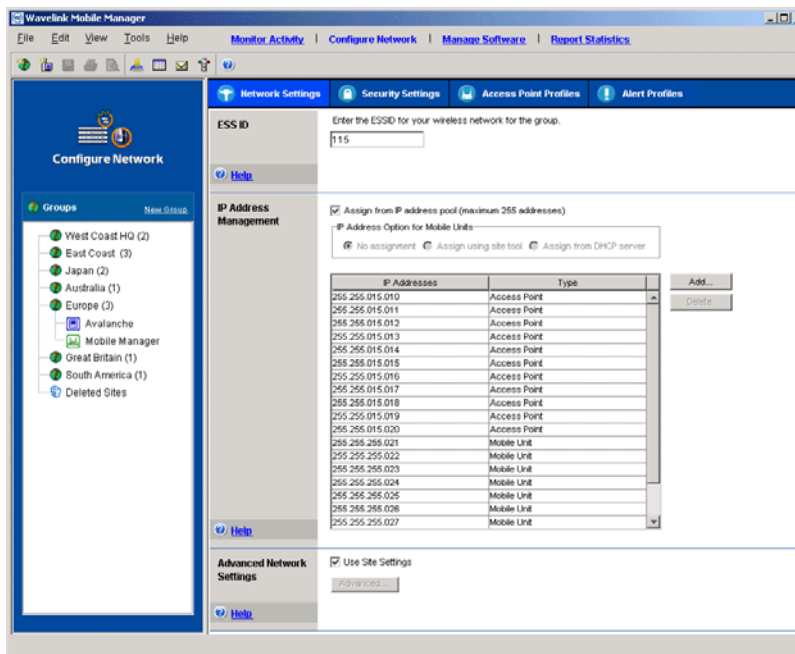 Wavelink Mobile Manager
File Edit View Tools Help Monitor Activity | Configure Network | Manage Software | Report Statistics
Configure Network
Groups New Group
West Coast HQ (2)
East Coast (3)
Japan (2)
Australia (1)
Europe (3)
Avalanche
Mobile Manager
Great Britain (1)
South America (1)
Deleted Sites
Network Settings Security Settings Access Point Profiles Alert Profiles
ESS ID
Enter the ESSID for your wireless network for the group.
115
Help
IP Address Management
Assign from IP address pool (maximum 255 addresses)
IP Address Option for Mobile Units
No assignment Assign using site tool Assign from DHCP server
IP Addresses Type Add...
255.255.015.010 Access Point Delete
255.255.015.011 Access Point
255.255.015.012 Access Point
255.255.015.013 Access Point
255.255.015.014 Access Point
255.255.015.015 Access Point
255.255.015.016 Access Point
255.255.015.017 Access Point
255.255.015.018 Access Point
255.255.015.019 Access Point
255.255.015.020 Access Point
255.255.255.021 Mobile Unit
255.255.255.022 Mobile Unit
255.255.255.023 Mobile Unit
255.255.255.024 Mobile Unit
255.255.255.025 Mobile Unit
255.255.255.026 Mobile Unit
255.255.255.027 Mobile Unit
Help
Advanced Network Settings
Use Site Settings
Advanced...
Help